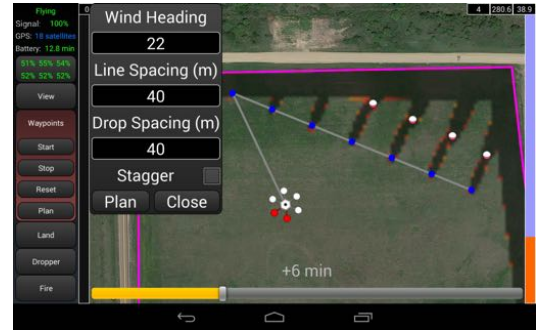 Flying
Signal: 100%
GPS: 18 satellites
Battery: 12.8 min
51% 55% 54%
52% 52% 52%
View
Waypoints
Start
Stop
Reset
Plan
Land
Dropper
Fire
0
Wind Heading
22
Line Spacing (m)
40
Drop Spacing (m)
40
Stagger
Plan Close
4 280.6 38.9
+6 min